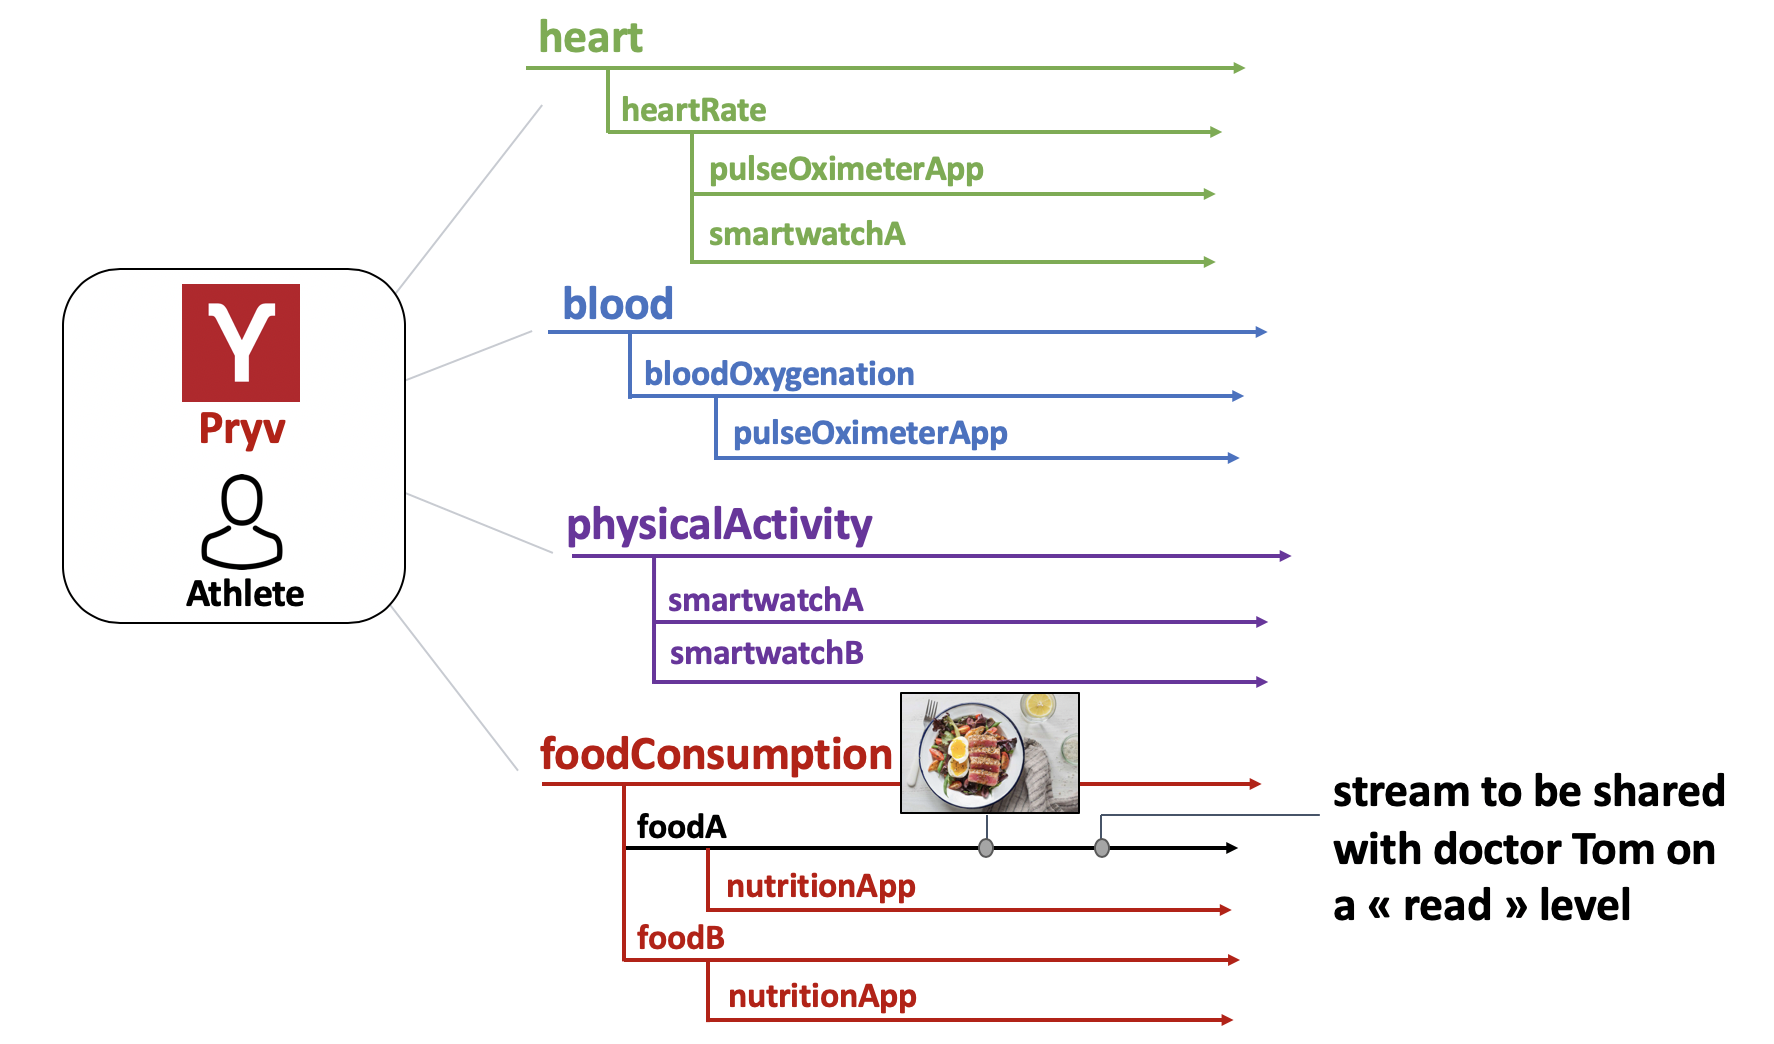 heart
heartRate
pulseOximeterApp
smartwatchA
blood
bloodOxygenation
pulseOximeterApp
Pryv
Athlete
physicalActivity
smartwatchA
smartwatchB
foodConsumption
foodA
nutritionApp
foodB
nutritionApp
stream to be shared
with doctor Tom on
a « read » level